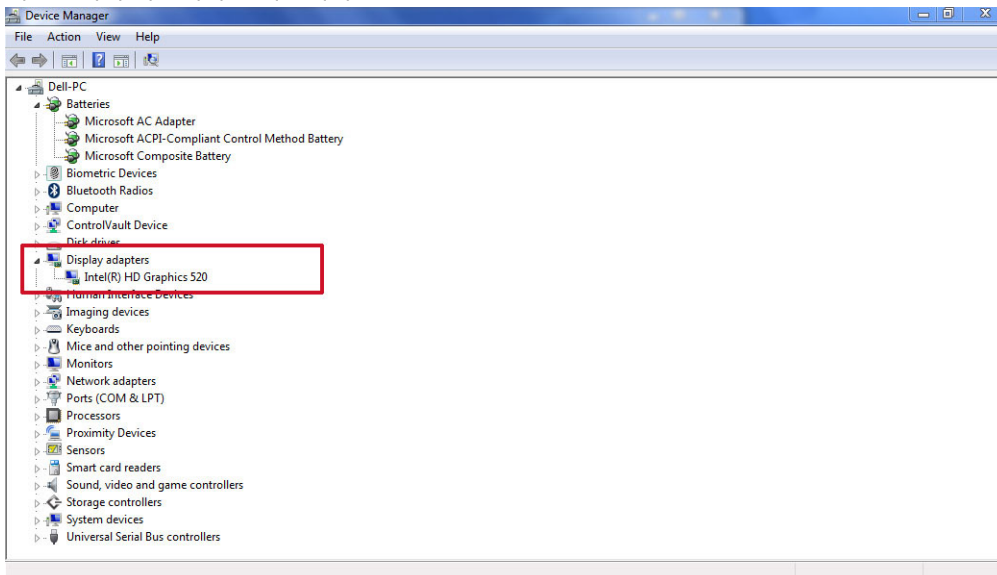 Device Manager
File Action View Help
Dell-PC
Batteries
Microsoft AC Adapter
Microsoft ACPI-Compliant Control Method Battery
Microsoft Composite Battery
Biometric Devices
Bluetooth Radios
Computer
ControlVault Device
Disk drives
Display adapters
Intel(R) HD Graphics 520
Human Interface Devices
Imaging devices
Keyboards
Mice and other pointing devices
Monitors
Network adapters
Ports (COM & LPT)
Processors
Proximity Devices
Sensors
Smart card readers
Sound, video and game controllers
Storage controllers
System devices
Universal Serial Bus controllers